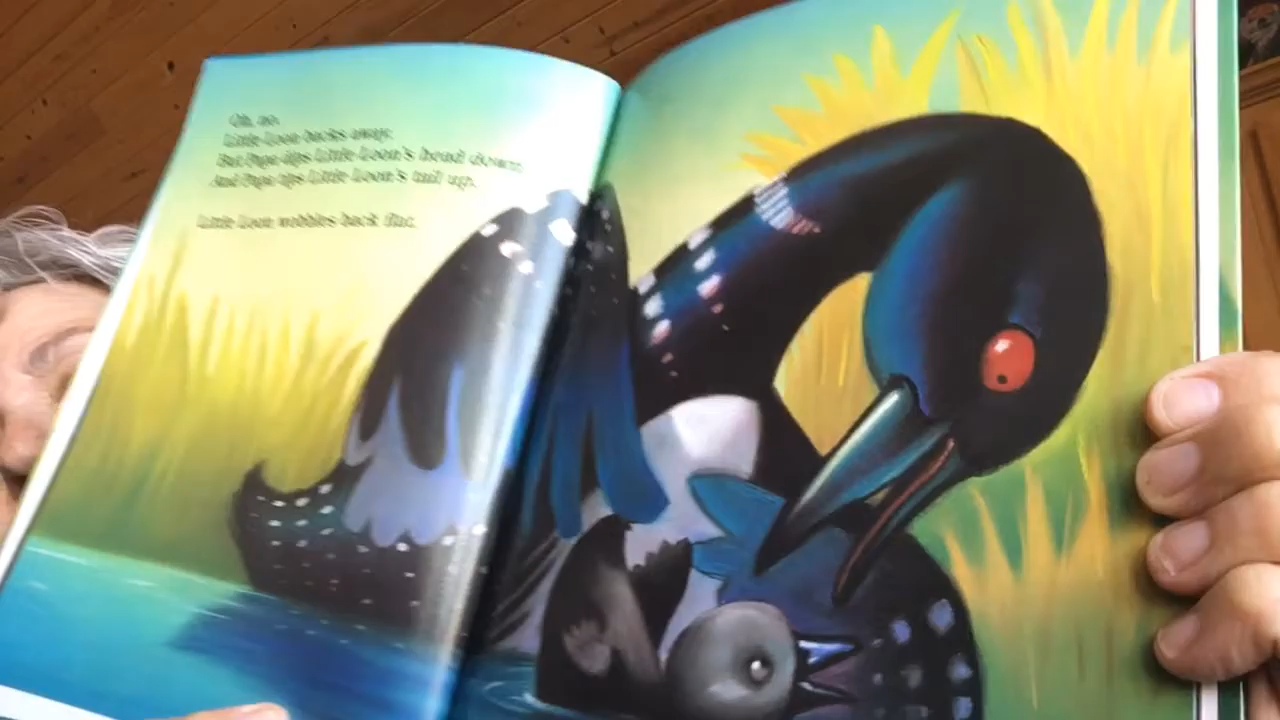 Oh, no.
Little Loon backs away.
But Papa tips Little Loon's head down.
And Papa tips Little Loon's tail up.
Little Loon wobbles back flat.